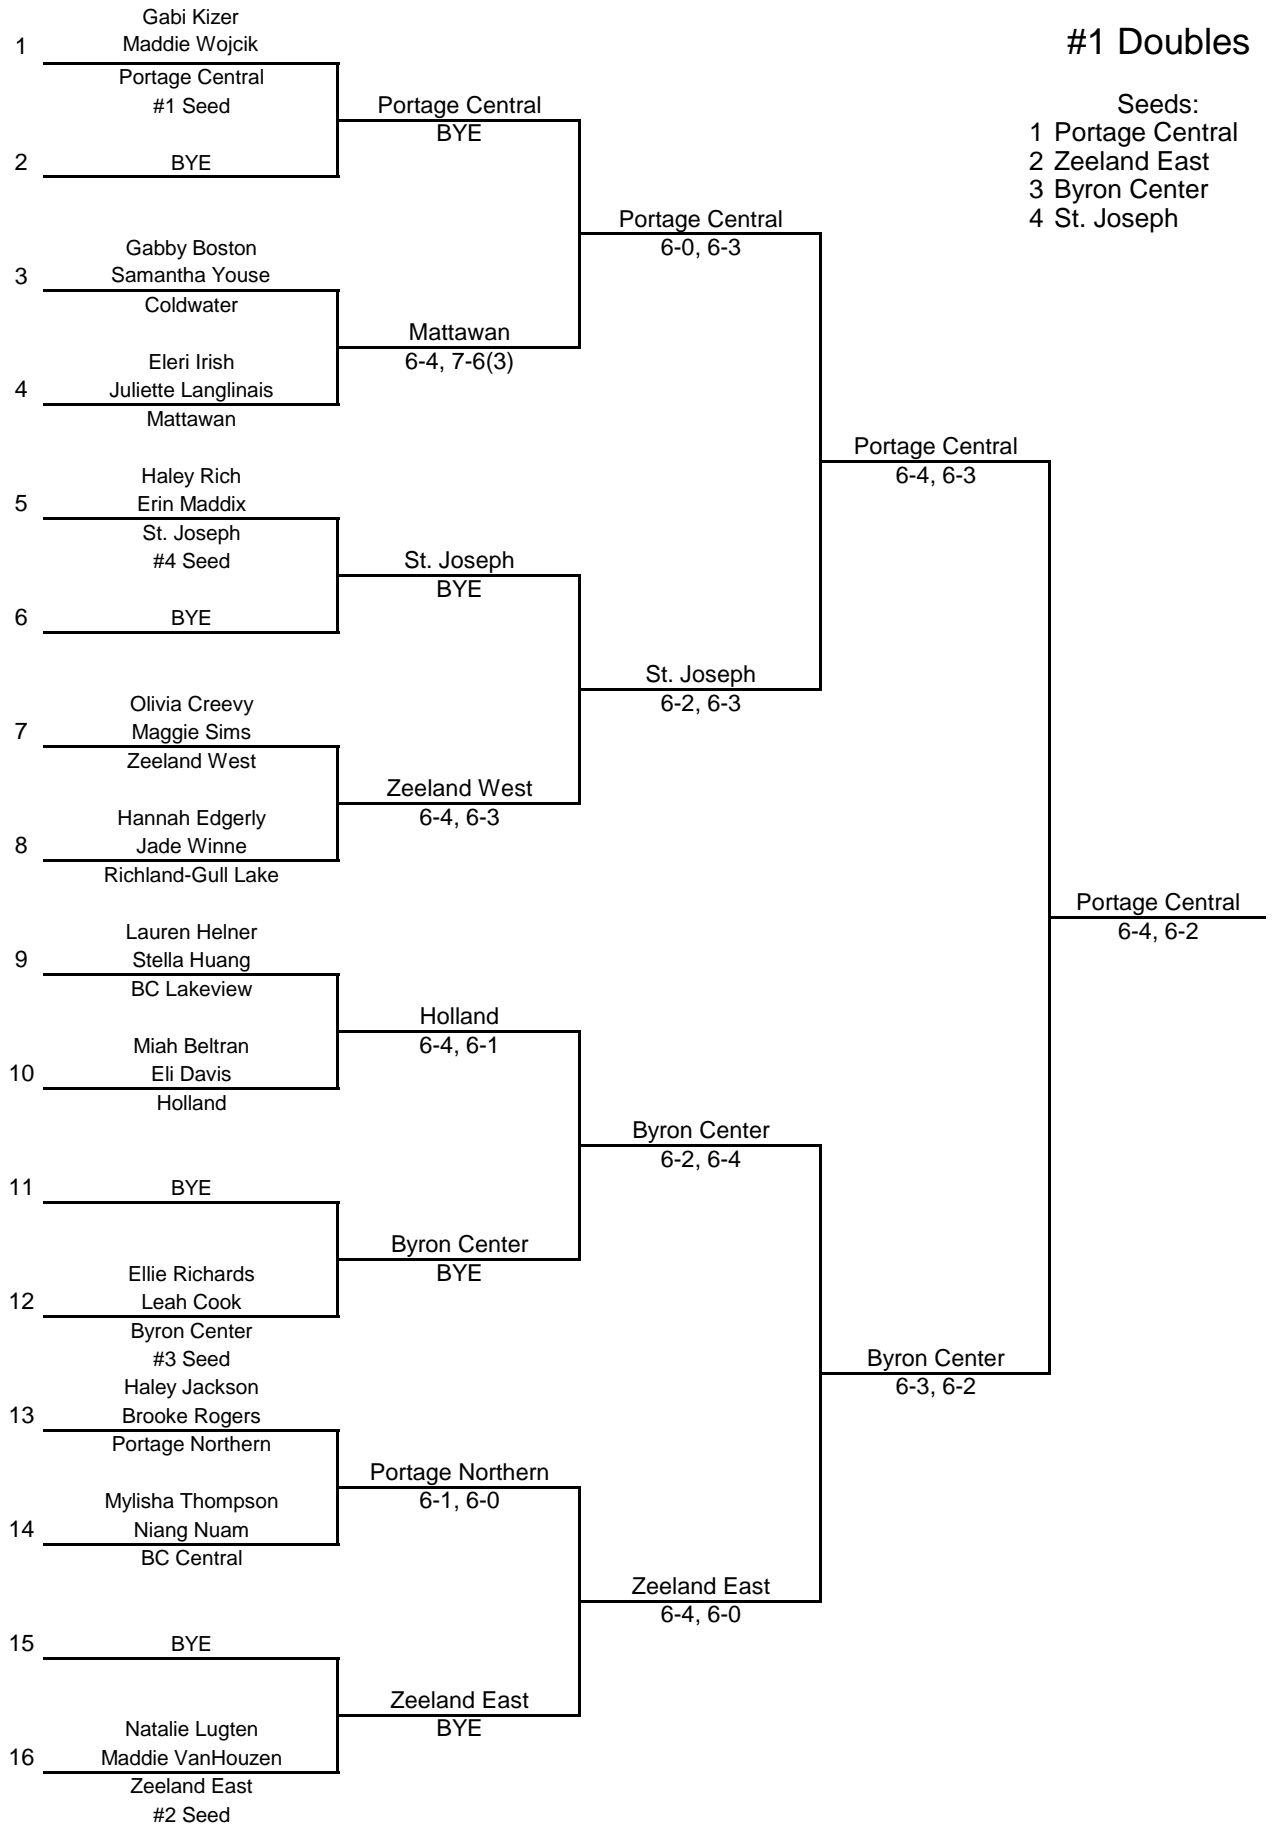 #1 Doubles
Seeds:
1 Portage Central
2 Zeeland East
3 Byron Center
4 St. Joseph
Gabi Kizer
1 Maddie Wojcik
Portage Central
#1 Seed
Portage Central
BYE
2 BYE
Portage Central
6-0, 6-3
Gabby Boston
3 Samantha Youse
Coldwater
Mattawan
6-4, 7-6(3)
Eleri Irish
4 Juliette Langlinais
Mattawan
Portage Central
6-4, 6-3
Haley Rich
5 Erin Maddix
St. Joseph
#4 Seed
St. Joseph
BYE
6 BYE
St. Joseph
6-2, 6-3
Olivia Creevy
7 Maggie Sims
Zeeland West
Zeeland West
6-4, 6-3
Hannah Edgerly
8 Jade Winne
Richland-Gull Lake
Portage Central
6-4, 6-2
Lauren Helner
9 Stella Huang
BC Lakeview
Holland
6-4, 6-1
Miah Beltran
10 Eli Davis
Holland
Byron Center
6-2, 6-4
11 BYE
Byron Center
BYE
Ellie Richards
12 Leah Cook
Byron Center
#3 Seed
Byron Center
6-3, 6-2
Haley Jackson
13 Brooke Rogers
Portage Northern
Portage Northern
6-1, 6-0
Mylisha Thompson
14 Niang Nuam
BC Central
Zeeland East
6-4, 6-0
15 BYE
Zeeland East
BYE
Natalie Lugten
16 Maddie VanHouzen
Zeeland East
#2 Seed